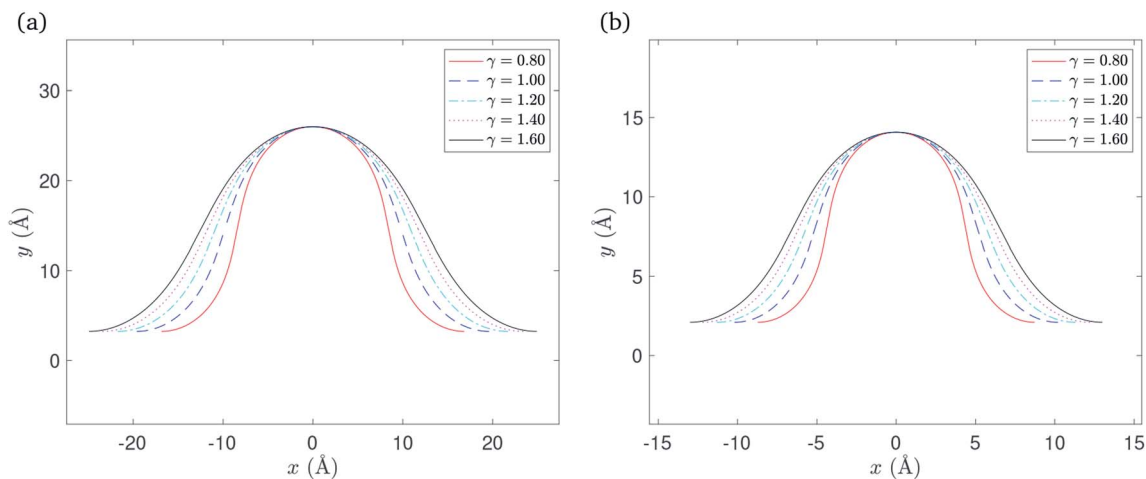 (a)
γ = 0.80
γ = 1.00
γ = 1.20
γ = 1.40
γ = 1.60
30
20
10
0
y (Å)
-20 -10 0 10 20
x (Å)
(b)
γ = 0.80
γ = 1.00
γ = 1.20
γ = 1.40
γ = 1.60
15
10
5
0
y (Å)
-15 -10 -5 0 5 10 15
x (Å)